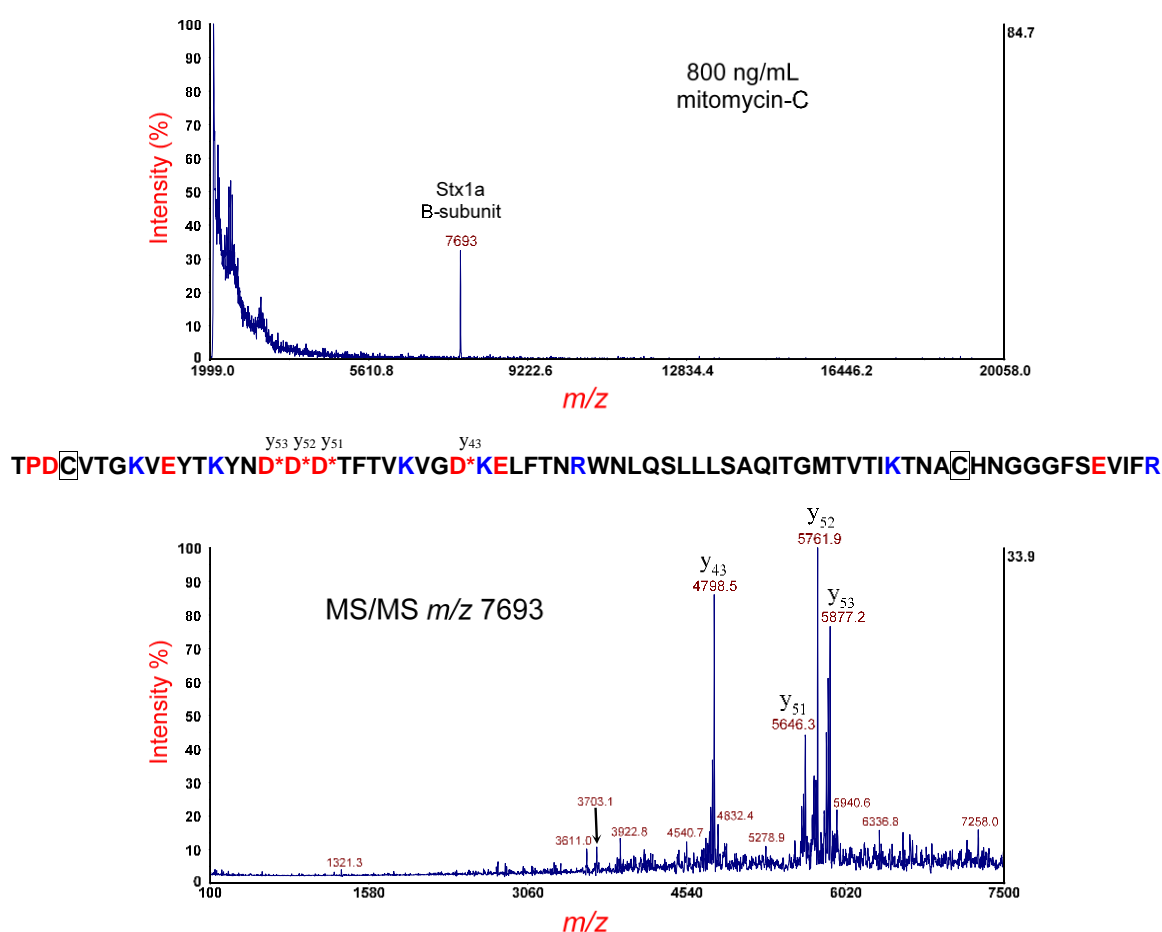 100
84.7
90
80
70
60
50
40
30
20
10
0
Intensity (%)
800 ng/mL
mitomycin-C
Stx1a
B-subunit
7693
1999.0 5610.8 9222.6 12834.4 16446.2 20058.0
m/z
y53 y52 y51 y43
TPDCVTGKVEYTKYND*D*D*TFTVKVGD*KELFTNRWNLQSLLLSAQITGMTVTIKTNACHNGGGFSEVIFR
100
33.9
90
80
70
60
50
40
30
20
10
0
Intensity %)
MS/MS m/z 7693
y52
5761.9
y43
4798.5
y53
5877.2
y51
5646.3
3703.1
5940.6
4832.4
6336.8
7258.0
3611.0
3922.8
4540.7
5278.9
1321.3
100 1580 3060 4540 6020 7500
m/z